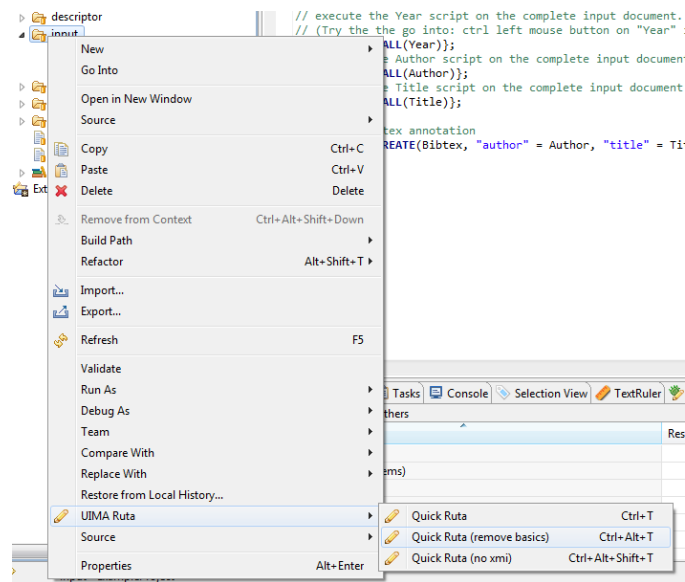 descriptor
input
Ext
// execute the Year script on the complete input document.
// (Try the the go into: ctrl left mouse button on "Year"
ALL(Year)};
e Author script on the complete input document
ALL(Author)};
e Title script on the complete input document
ALL(Title)};
tex annotation
REATE(Bibtex, "author" = Author, "title" = Tit
New
Go Into
Open in New Window
Source
Copy Ctrl+C
Paste Ctrl+V
Delete Delete
Remove from Context Ctrl+Alt+Shift+Down
Build Path
Refactor Alt+Shift+T
Import...
Export...
Refresh F5
Validate
Run As
Debug As
Team
Compare With
Replace With
Restore from Local History...
UIMA Ruta
Source
Properties Alt+Enter
Tasks Console Selection View TextRuler
thers
Res
ems)
Quick Ruta Ctrl+T
Quick Ruta (remove basics) Ctrl+Alt+T
Quick Ruta (no xmi) Ctrl+Alt+Shift+T